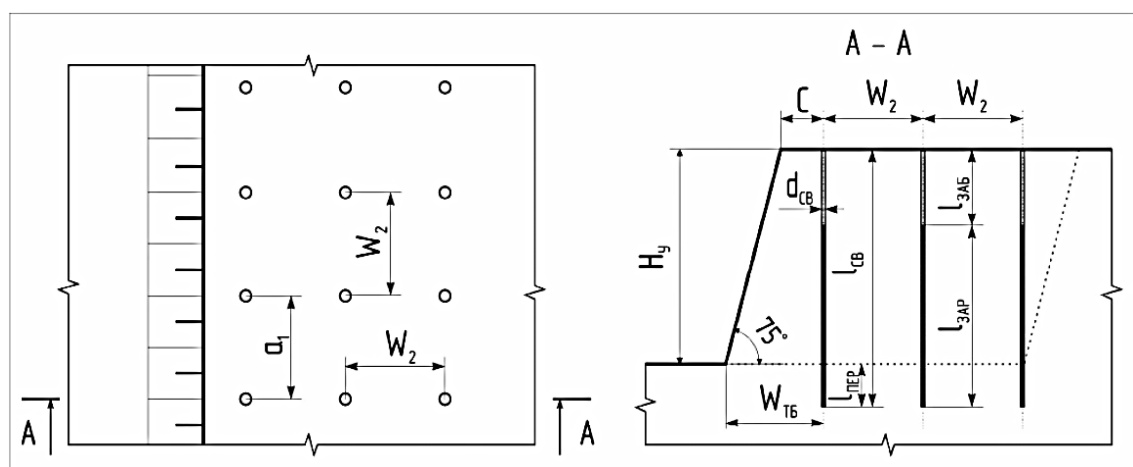 A - A
C
W₂
W₂
d_СВ
l_ЗАБ
H_у
l_СВ
l_ЗАР
75°
l_ПЕР
W_ТБ
W₂
a₁
W₂
A
A